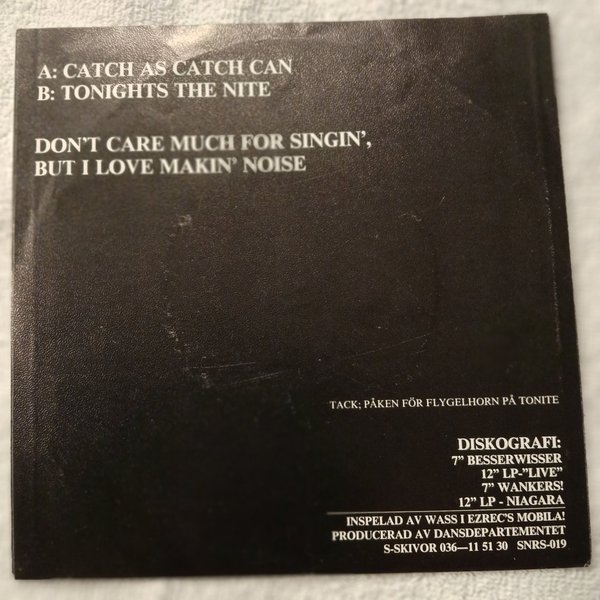 A: CATCH AS CATCH CAN
B: TONIGHTS THE NITE
DON'T CARE MUCH FOR SINGIN',
BUT I LOVE MAKIN' NOISE
TACK; PÅKEN FÖR FLYGELHORN PÅ TONITE
DISKOGRAFI:
7” BESSERWISSER
12” LP-”LIVE”
7” WANKERS!
12” LP - NIAGARA
INSPELAD AV WASS I EZREC'S MOBILA!
PRODUCERAD AV DANSDEPARTEMENTET
S-SKIVOR 036—11 51 30 SNRS-019